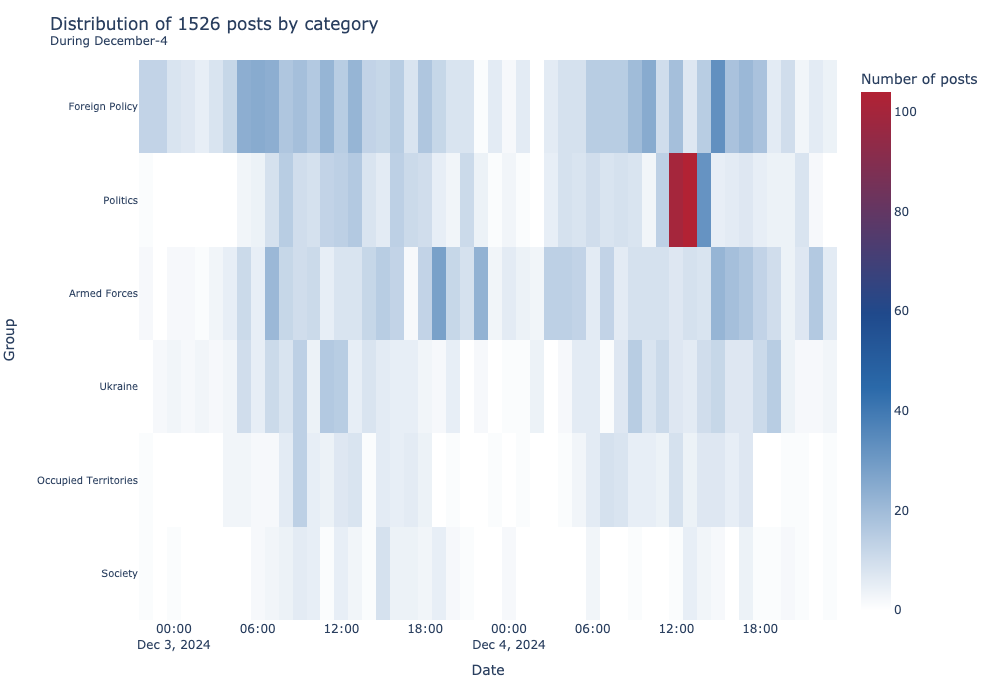 Distribution of 1526 posts by category
During December-4
Number of posts
100
80
60
40
20
0
Group
Foreign Policy
Politics
Armed Forces
Ukraine
Occupied Territories
Society
00:00 06:00 12:00 18:00 00:00 06:00 12:00 18:00
Dec 3, 2024 Dec 4, 2024
Date